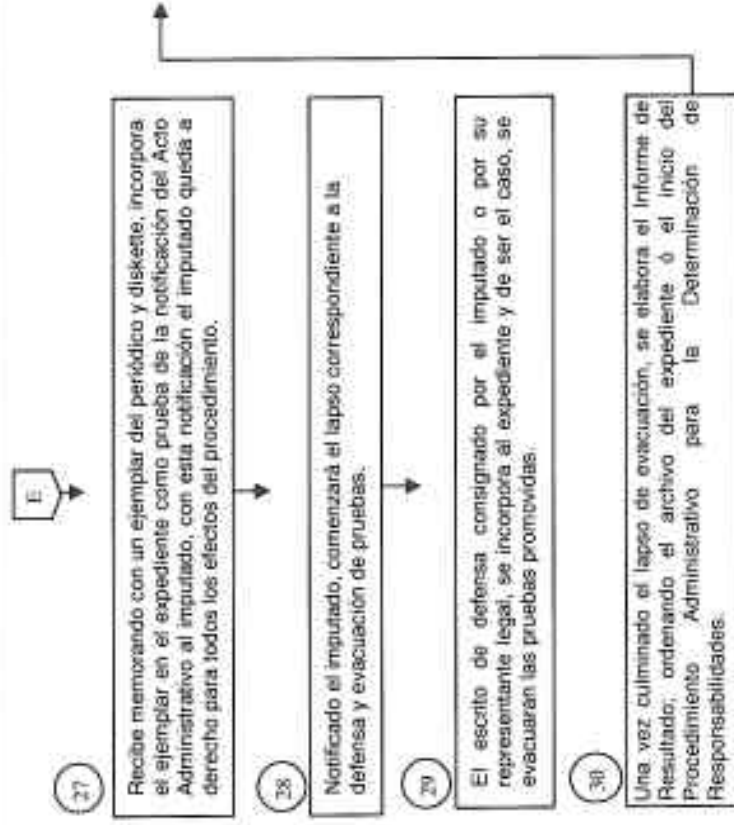 E
27
Recibe memorando con un ejemplar del periódico y diskette, incorpora
el ejemplar en el expediente como prueba de la notificación del Acto
Administrativo al imputado, con esta notificación el imputado queda a
derecho para todos los efectos del procedimiento.
28
Notificado el imputado, comenzará el lapso correspondiente a la
defensa y evacuación de pruebas.
29
El escrito de defensa consignado por el imputado o por su
representante legal, se incorpora al expediente y de ser el caso, se
evacuarán las pruebas promovidas.
30
Una vez culminado el lapso de evacuación, se elabora el Informe de
Resultado; ordenando el archivo del expediente ó el inicio del
Procedimiento Administrativo para la Determinación de
Responsabilidades.